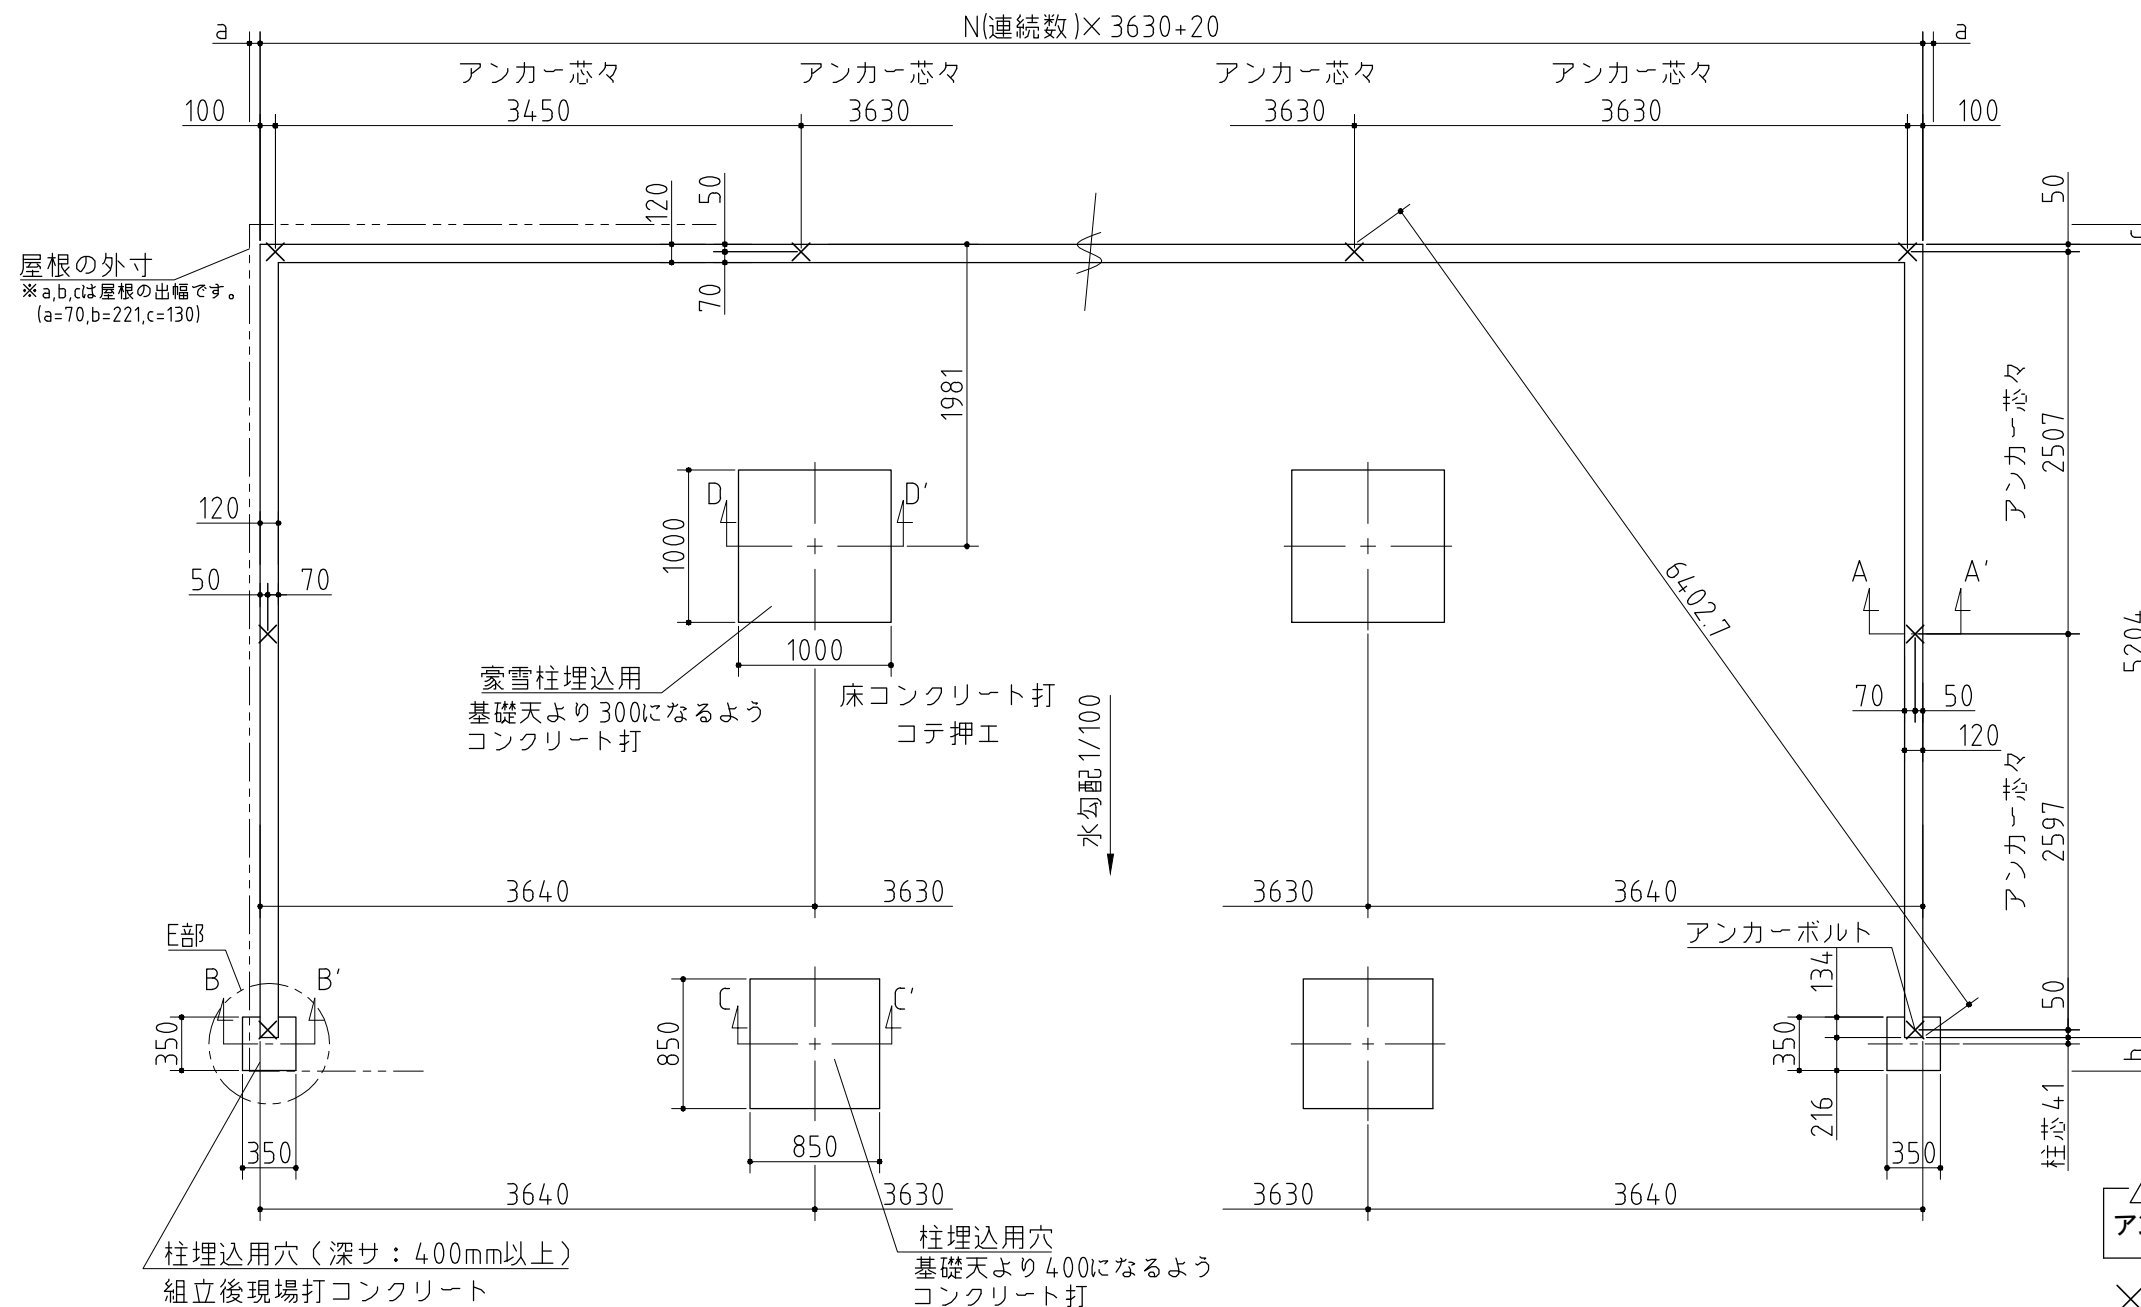 N(連続数)×3630+20
a
a
アンカー芯々
アンカー芯々
アンカー芯々
アンカー芯々
100
3450
3630
3630
3630
100
120
50
50
屋根の外寸
※a,b,cは屋根の出幅です。
(a=70,b=221,c=130)
70
1981
アンカー芯々
2507
D
D'
120
1000
50
70
A
A'
6402.7
5204
1000
豪雪柱埋込用
基礎天より300になるよう
コンクリート打
床コンクリート打
コテ押エ
水勾配1/100
70
50
120
アンカー芯々
2597
3640
3630
3630
3640
E部
アンカーボルト
B
B'
C
C'
134
50
350
850
350
b
216
柱芯41
350
850
350
3640
3630
3630
3640
柱埋込用穴(深サ:400mm以上)
組立後現場打コンクリート
柱埋込用穴
基礎天より400になるよう
コンクリート打